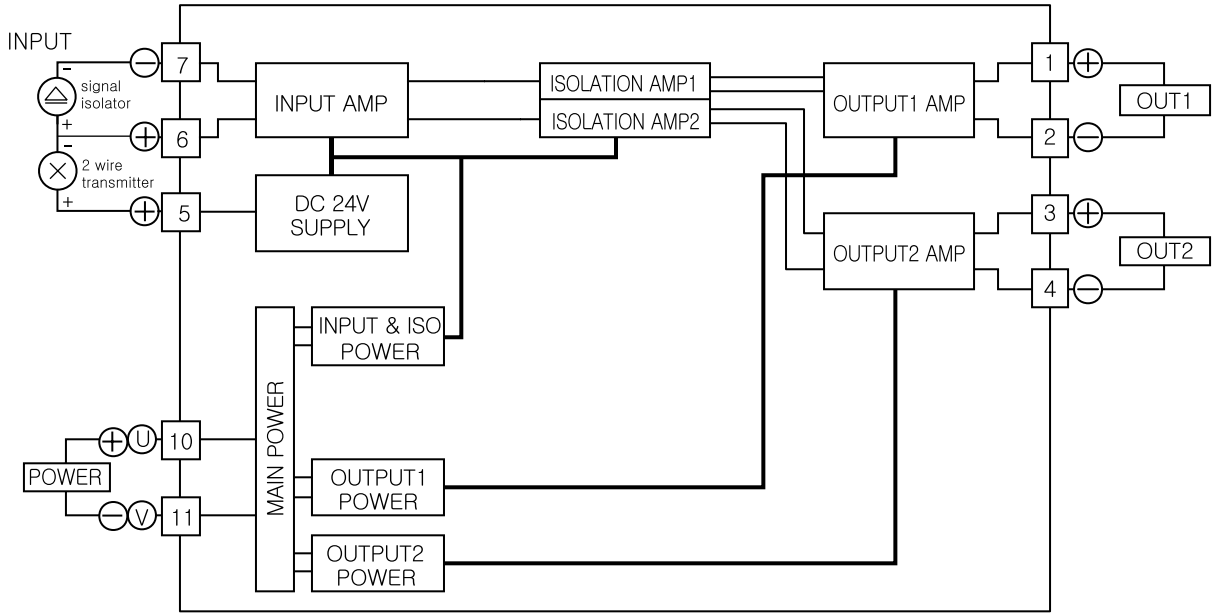 INPUT
7
1
signal
isolator
ISOLATION AMP1
INPUT AMP
OUTPUT1 AMP
OUT1
ISOLATION AMP2
6
2
2 wire
transmitter
5
DC 24V
SUPPLY
3
OUTPUT2 AMP
OUT2
4
INPUT & ISO
POWER
MAIN POWER
U
10
POWER
OUTPUT1
POWER
V
11
OUTPUT2
POWER